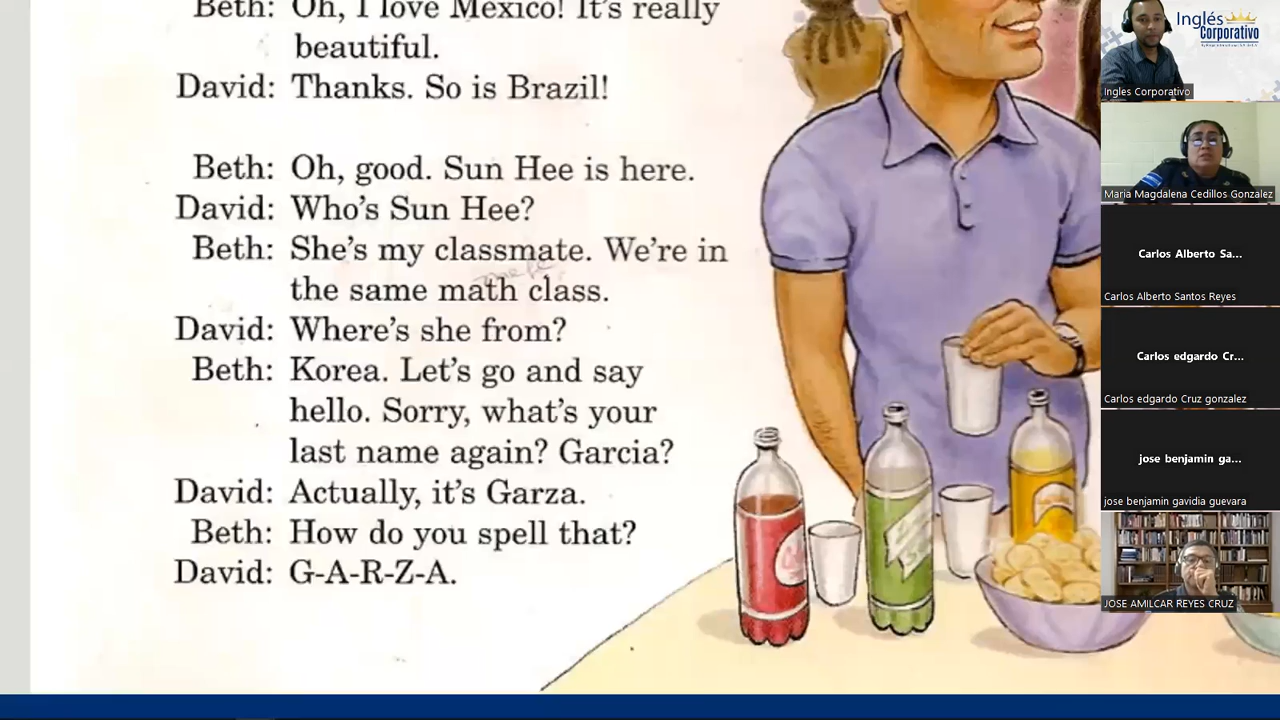 Beth: Oh, I love Mexico! It's really
beautiful.
David: Thanks. So is Brazil!
Beth: Oh, good. Sun Hee is here.
David: Who's Sun Hee?
Beth: She's my classmate. We're in
the same math class.
David: Where's she from?
Beth: Korea. Let's go and say
hello. Sorry, what's your
last name again? Garcia?
David: Actually, it's Garza.
Beth: How do you spell that?
David: G-A-R-Z-A.
Inglés
Corporativo
Ingles Corporativo
Maria Magdalena Cedillos Gonzalez
Carlos Alberto Sa...
Carlos Alberto Santos Reyes
Carlos edgardo Cr...
Carlos edgardo Cruz gonzalez
jose benjamin ga...
jose benjamin gavidia guevara
JOSE AMILCAR REYES CRUZ